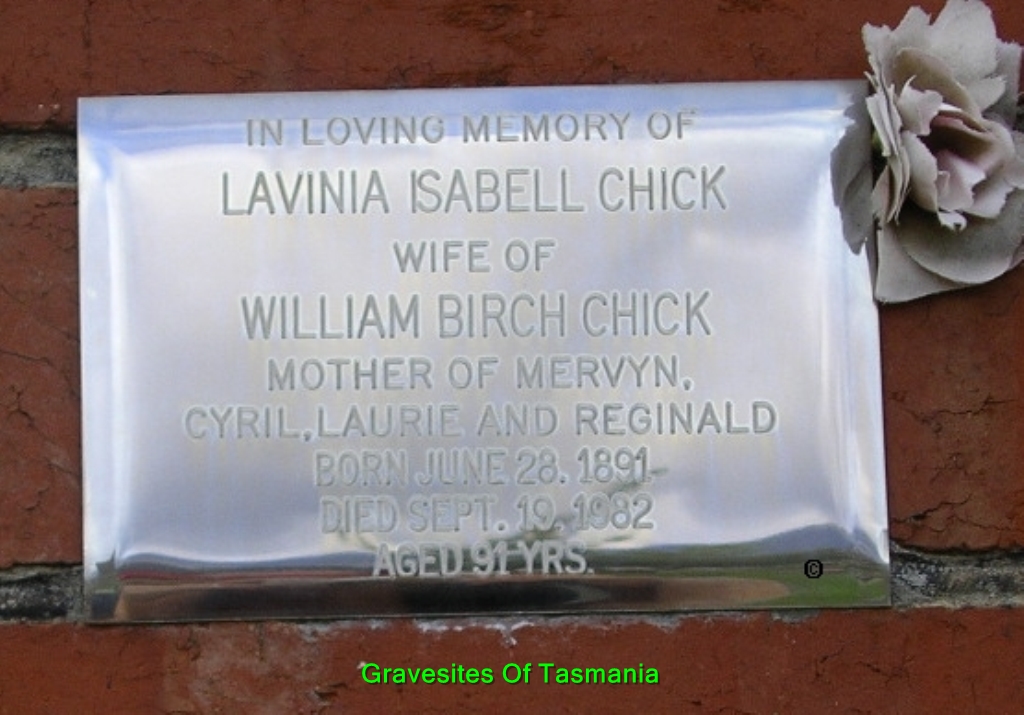 IN LOVING MEMORY OF
LAVINIA ISABELL CHICK
WIFE OF
WILLIAM BIRCH CHICK
MOTHER OF MERVYN,
CYRIL, LAURIE AND REGINALD
BORN JUNE 28. 1891
DIED SEPT. 19. 1982
AGED 91 YRS.
©
Gravesites Of Tasmania